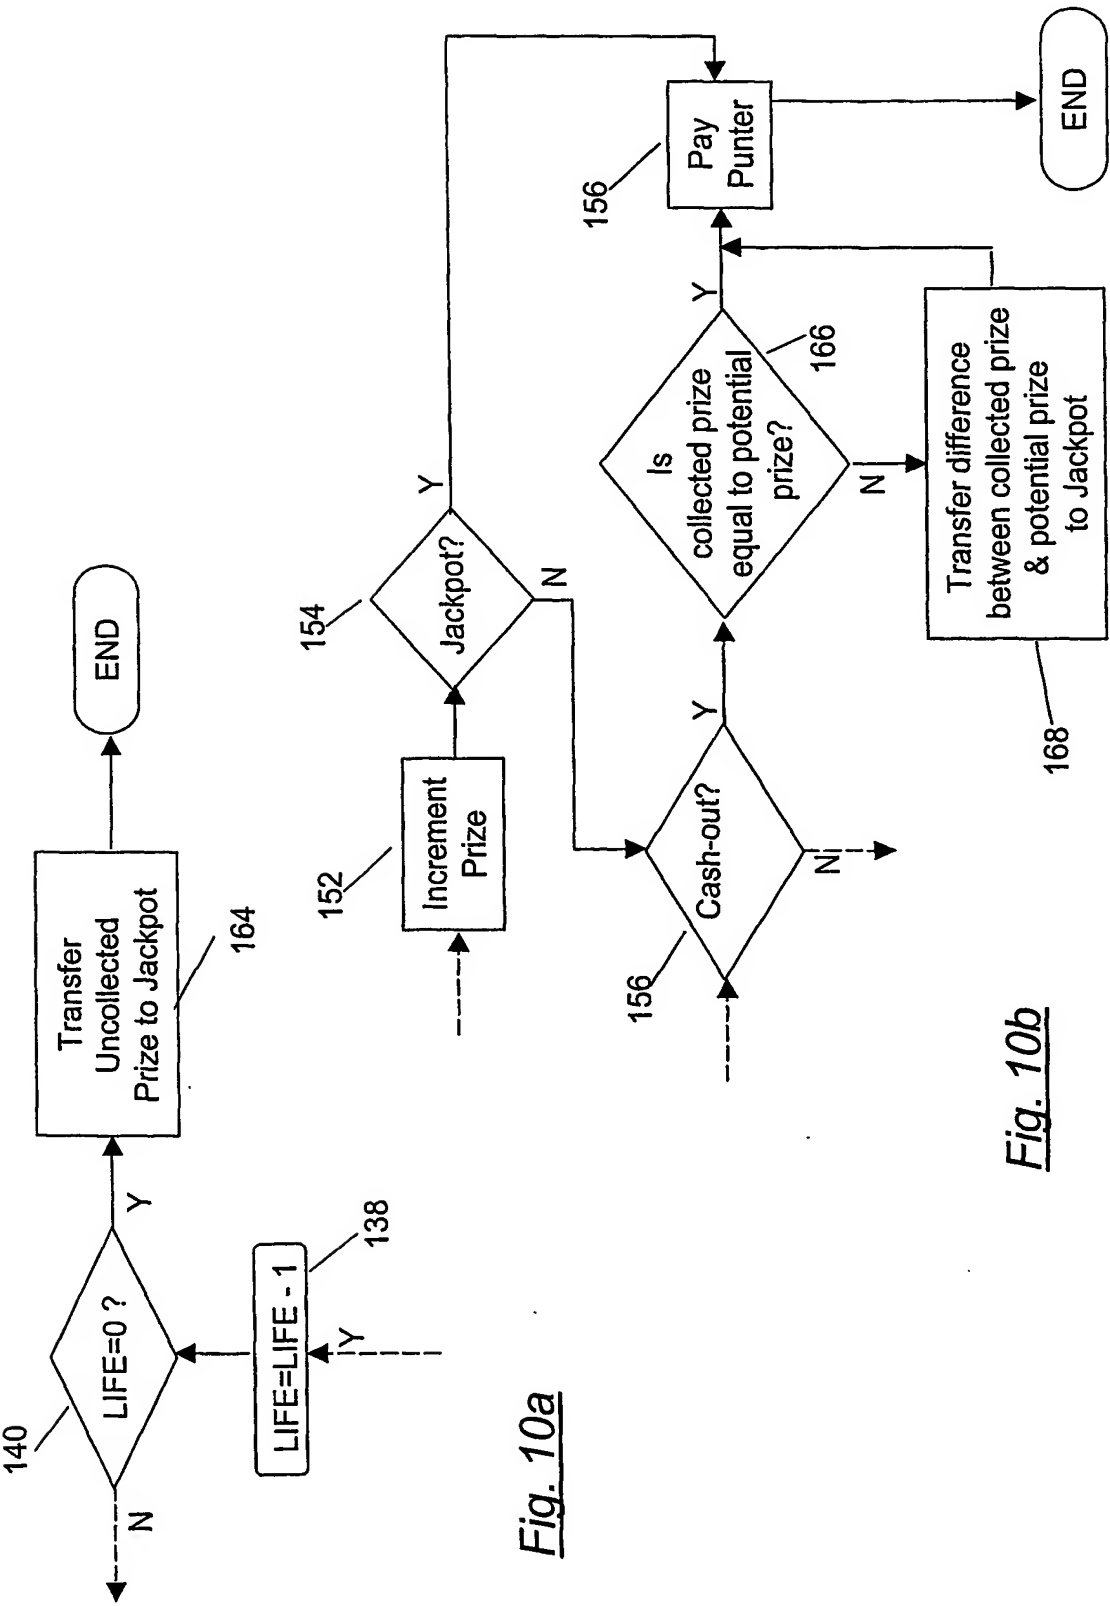 140
LIFE=0 ?
N
Y
LIFE=LIFE - 1
138
Y
Transfer
Uncollected
Prize to Jackpot
164
END
Fig. 10a
152
Increment
Prize
154
Jackpot?
Y
N
156
Cash-out?
Y
N
Is
collected prize
equal to potential
prize?
166
Y
N
Transfer difference
between collected prize
& potential prize
to Jackpot
168
156
Pay
Punter
END
Fig. 10b